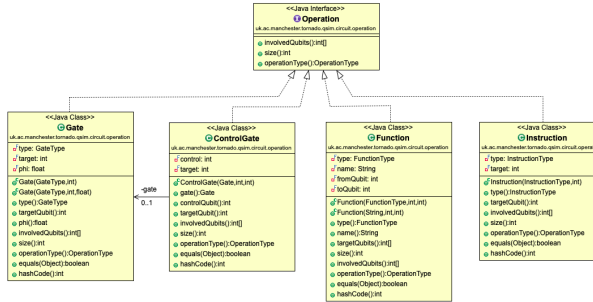 <<Java Interface>>
Operation
uk.ac.manchester.tornado.qsim.circuit.operation
involvedQubits():int[]
size():int
operationType():OperationType
<<Java Class>>
Gate
uk.ac.manchester.tornado.qsim.circuit.operation
type: GateType
target: int
phi: float
Gate(GateType,int)
Gate(GateType,int,float)
type():GateType
targetQubit():int
phi():float
involvedQubits():int[]
size():int
operationType():OperationType
equals(Object):boolean
hashCode():int
-gate
0..1
<<Java Class>>
ControlGate
uk.ac.manchester.tornado.qsim.circuit.operation
control: int
target: int
ControlGate(Gate,int,int)
gate():Gate
controlQubit():int
targetQubit():int
involvedQubits():int[]
size():int
operationType():OperationType
equals(Object):boolean
hashCode():int
<<Java Class>>
Function
uk.ac.manchester.tornado.qsim.circuit.operation
type: FunctionType
name: String
fromQubit: int
toQubit: int
Function(FunctionType,int,int)
Function(String,int,int)
type():FunctionType
name():String
targetQubits():int[]
size():int
involvedQubits():int[]
operationType():OperationType
equals(Object):boolean
hashCode():int
<<Java Class>>
Instruction
uk.ac.manchester.tornado.qsim.circuit.operation
type: InstructionType
target: int
Instruction(InstructionType,int)
type():InstructionType
targetQubit():int
involvedQubits():int[]
size():int
operationType():OperationType
equals(Object):boolean
hashCode():int